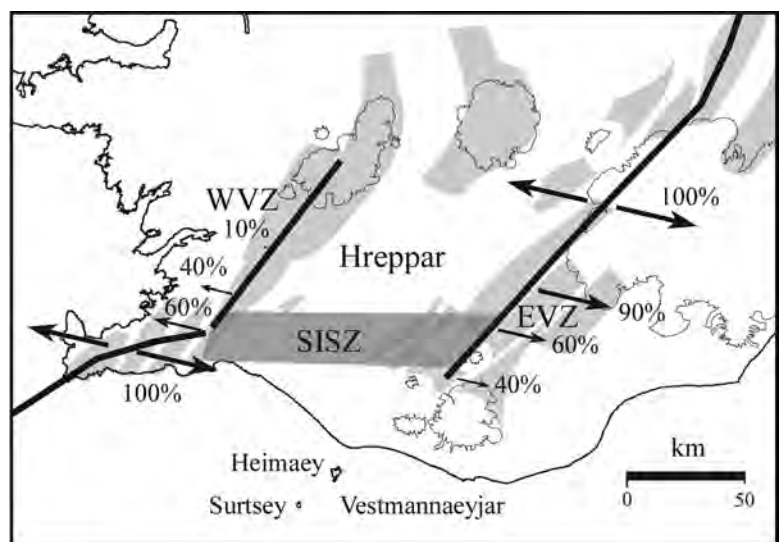 100%
WVZ
10%
Hreppar
40%
60%
EVZ
90%
SISZ
60%
40%
100%
km
Heimaey
0 50
Surtsey Vestmannaeyjar